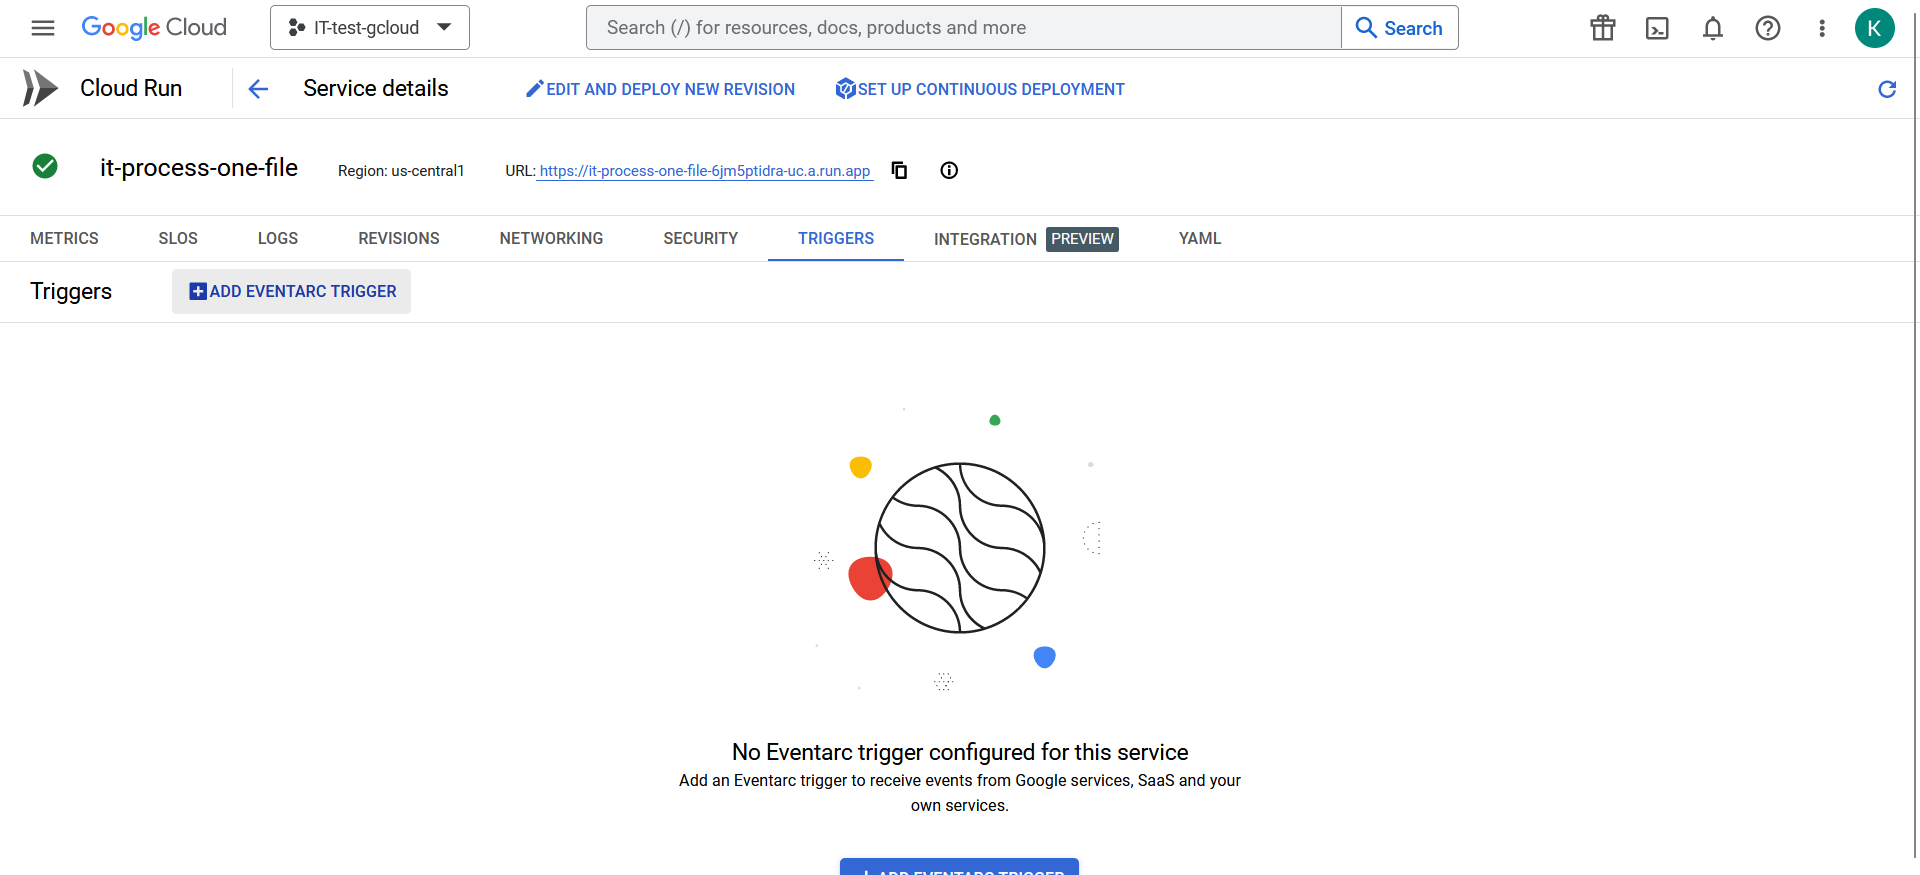 Google Cloud
IT-test-gcloud
Search (/) for resources, docs, products and more
Search
K
Cloud Run
Service details
EDIT AND DEPLOY NEW REVISION
SET UP CONTINUOUS DEPLOYMENT
it-process-one-file
Region: us-central1
URL: https://it-process-one-file-6jm5ptidra-uc.a.run.app
METRICS
SLOS
LOGS
REVISIONS
NETWORKING
SECURITY
TRIGGERS
INTEGRATION PREVIEW
YAML
Triggers
ADD EVENTARC TRIGGER
No Eventarc trigger configured for this service
Add an Eventarc trigger to receive events from Google services, SaaS and your
own services.
ADD EVENTARC TRIGGER